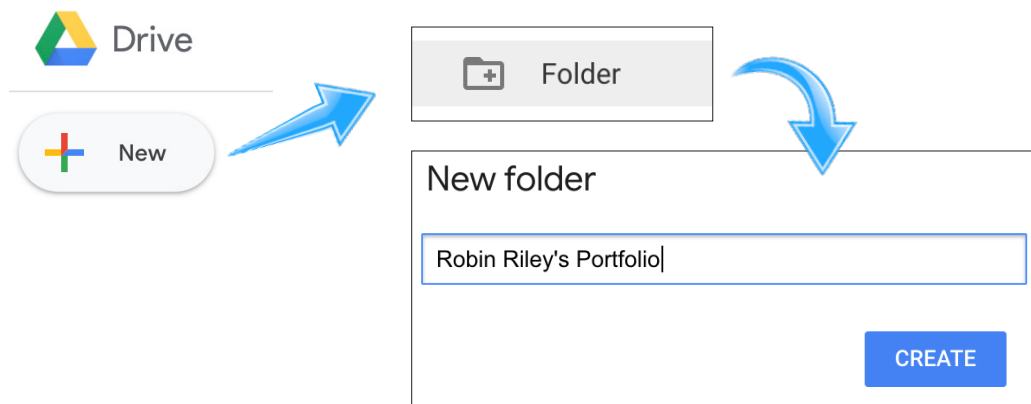 Drive
New
Folder
New folder
Robin Riley's Portfolio
CREATE